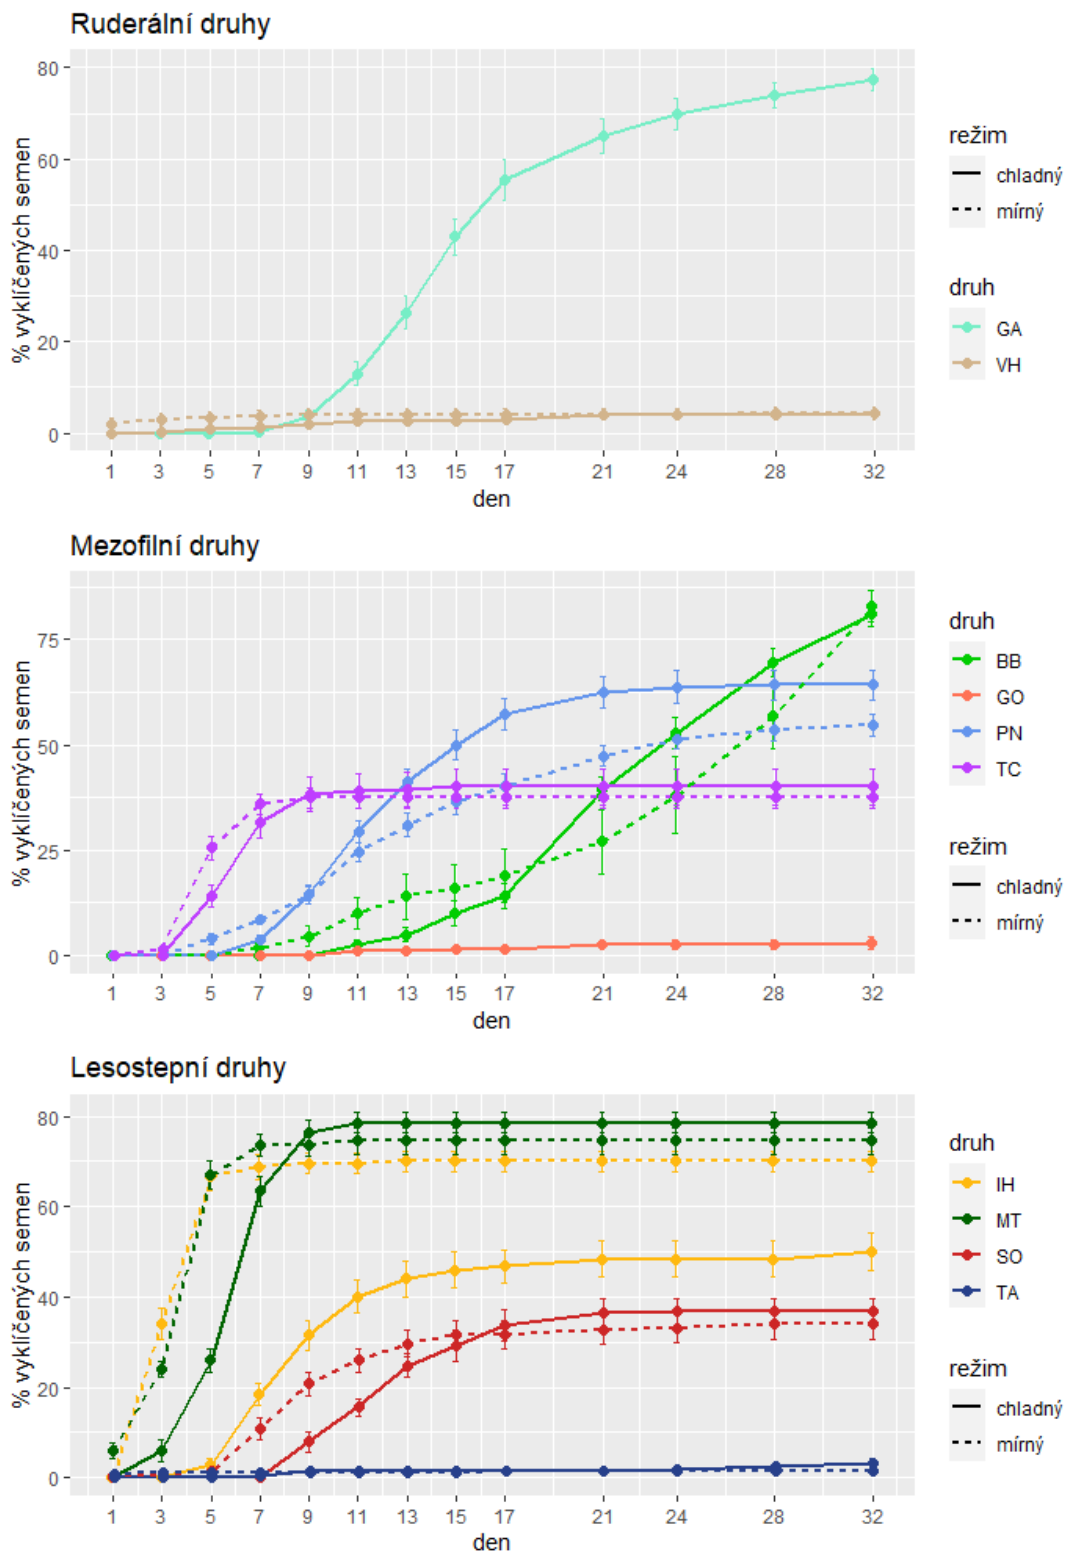 Ruderální druhy
% vyklíčených semen
80
60
40
20
0
1 3 5 7 9 11 13 15 17 21 24 28 32
den
režim
chladný
mírný
druh
GA
VH
Mezofilní druhy
% vyklíčených semen
75
50
25
0
1 3 5 7 9 11 13 15 17 21 24 28 32
den
druh
BB
GO
PN
TC
režim
chladný
mírný
Lesostepní druhy
% vyklíčených semen
80
60
40
20
0
1 3 5 7 9 11 13 15 17 21 24 28 32
den
druh
IH
MT
SO
TA
režim
chladný
mírný